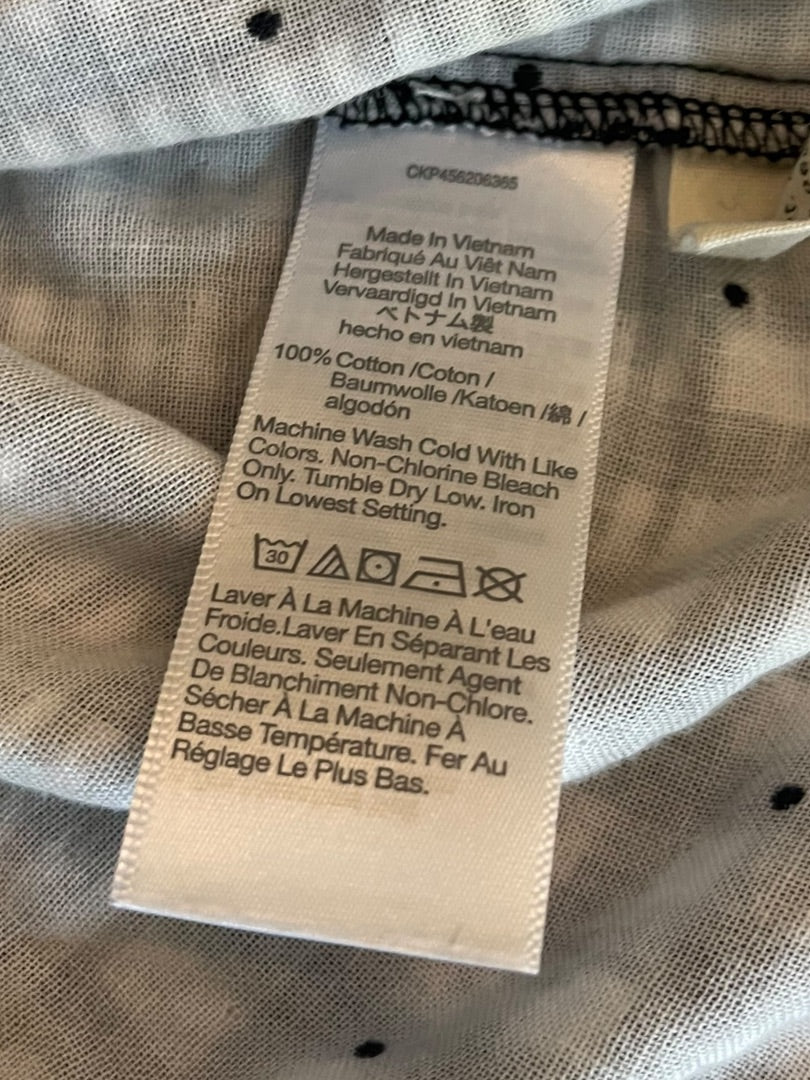 CKP456206365
Made In Vietnam
Fabriqué Au Viêt Nam
Hergestellt In Vietnam
Vervaardigd In Vietnam
ベトナム製
hecho en vietnam
100% Cotton /Coton /
Baumwolle /Katoen /綿 /
algodón
Machine Wash Cold With Like
Colors. Non-Chlorine Bleach
Only. Tumble Dry Low. Iron
On Lowest Setting.
30
Laver À La Machine À L'eau
Froide.Laver En Séparant Les
Couleurs. Seulement Agent
De Blanchiment Non-Chlore.
Sécher À La Machine À
Basse Température. Fer Au
Réglage Le Plus Bas.